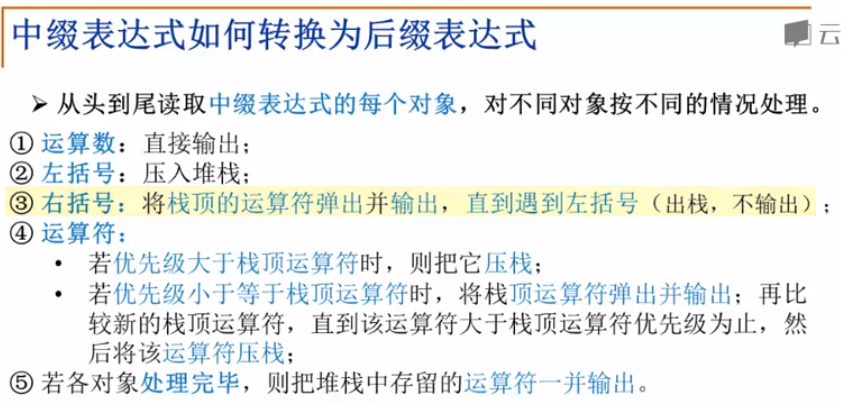 中缀表达式如何转换为后缀表达式
云
➢ 从头到尾读取中缀表达式的每个对象，对不同对象按不同的情况处理。
① 运算数：直接输出；
② 左括号：压入堆栈；
③ 右括号：将栈顶的运算符弹出并输出，直到遇到左括号（出栈，不输出）；
④ 运算符：
• 若优先级大于栈顶运算符时，则把它压栈；
• 若优先级小于等于栈顶运算符时，将栈顶运算符弹出并输出；再比
较新的栈顶运算符，直到该运算符大于栈顶运算符优先级为止，然
后将该运算符压栈；
⑤ 若各对象处理完毕，则把堆栈中存留的运算符一并输出。